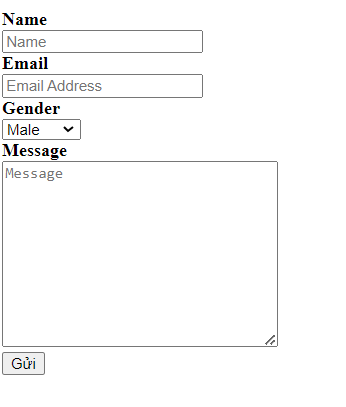 Name
Name
Email
Email Address
Gender
Male
Message
Message
Gửi